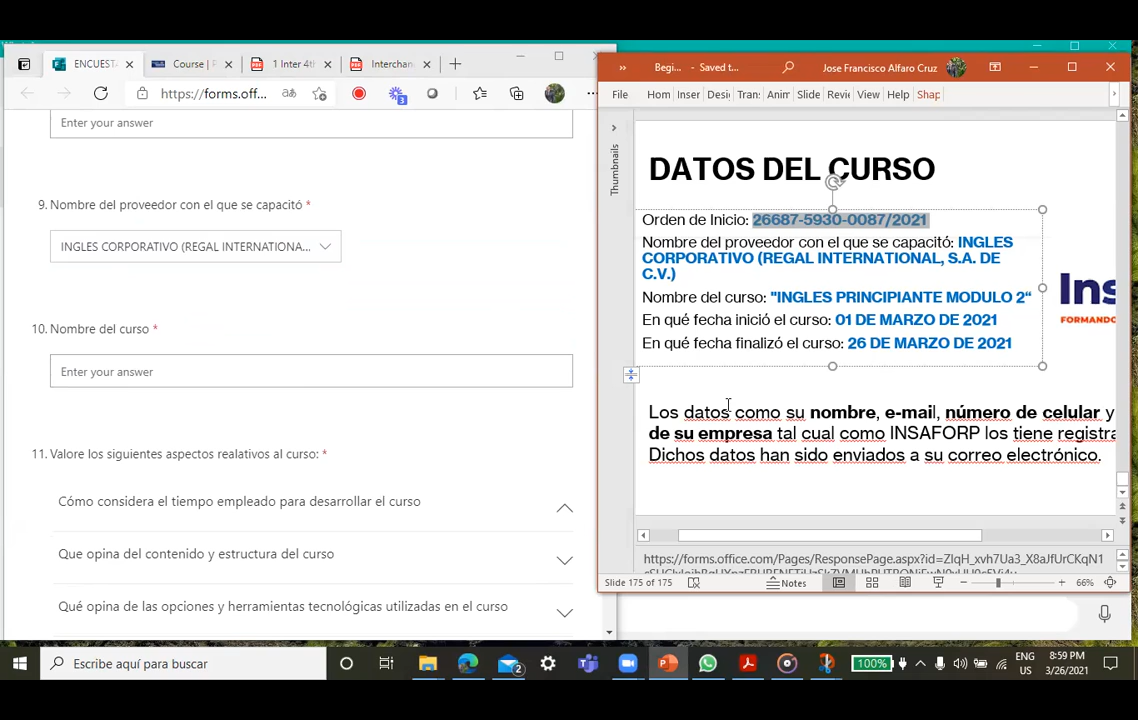 ENCUEST
Course | P
1 Inter 4th
Interchan
https://forms.off...
Enter your answer
9. Nombre del proveedor con el que se capacitó *
INGLES CORPORATIVO (REGAL INTERNATIONA...
10. Nombre del curso *
Enter your answer
11. Valore los siguientes aspectos realativos al curso: *
Cómo considera el tiempo empleado para desarrollar el curso
Que opina del contenido y estructura del curso
Qué opina de las opciones y herramientas tecnológicas utilizadas en el curso
Begi... - Saved t...
Jose Francisco Alfaro Cruz
File Hom Inser Desi Tran: Anim Slide Revie View Help Shap
Thumbnails
DATOS DEL CURSO
Orden de Inicio: 26687-5930-0087/2021
Nombre del proveedor con el que se capacitó: INGLES
CORPORATIVO (REGAL INTERNATIONAL, S.A. DE
C.V.)
Nombre del curso: "INGLES PRINCIPIANTE MODULO 2"
En qué fecha inició el curso: 01 DE MARZO DE 2021
En qué fecha finalizó el curso: 26 DE MARZO DE 2021
Ins
FORMANDO
Los datos como su nombre, e-mail, número de celular y
de su empresa tal cual como INSAFORP los tiene registra
Dichos datos han sido enviados a su correo electrónico.
https://forms.office.com/Pages/ResponsePage.aspx?id=ZIqH_xvh7Ua3_X8aJfUrCKqN1
Slide 175 of 175
Notes
66%
Escribe aquí para buscar
2
100%
ENG
US
8:59 PM
3/26/2021